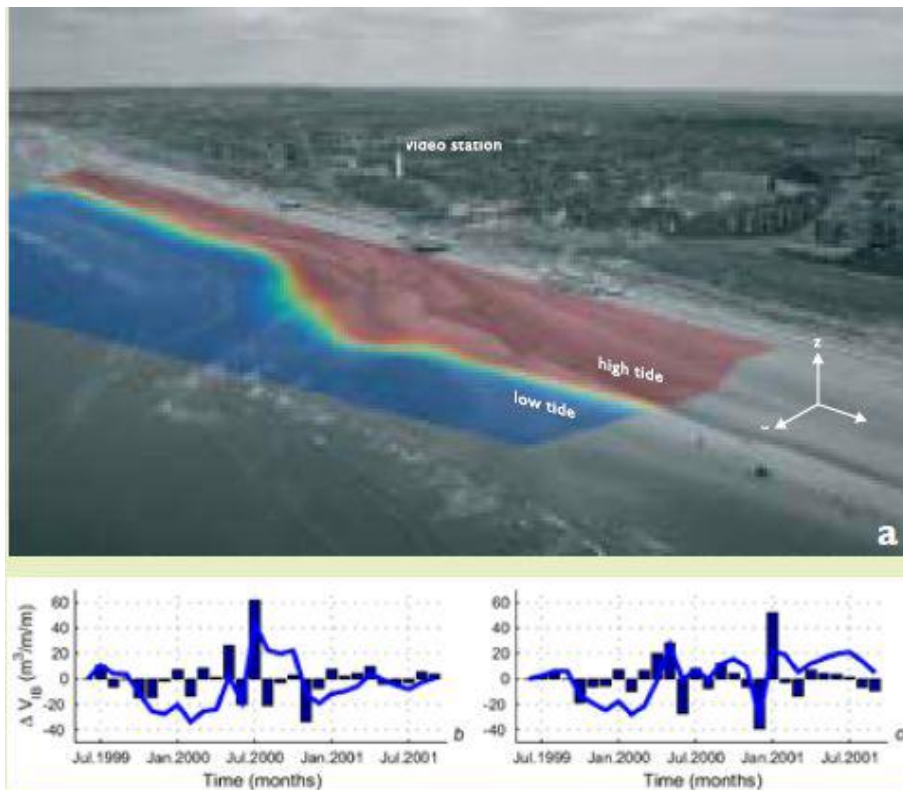 video station
z
high tide
low tide
a
Δ V_IB (m³/m/m)
60
40
20
0
-20
-40
Jul.1999 Jan.2000 Jul.2000 Jan.2001 Jul.2001
Time (months)
b
60
40
20
0
-20
-40
Jul.1999 Jan.2000 Jul.2000 Jan.2001 Jul.2001
Time (months)